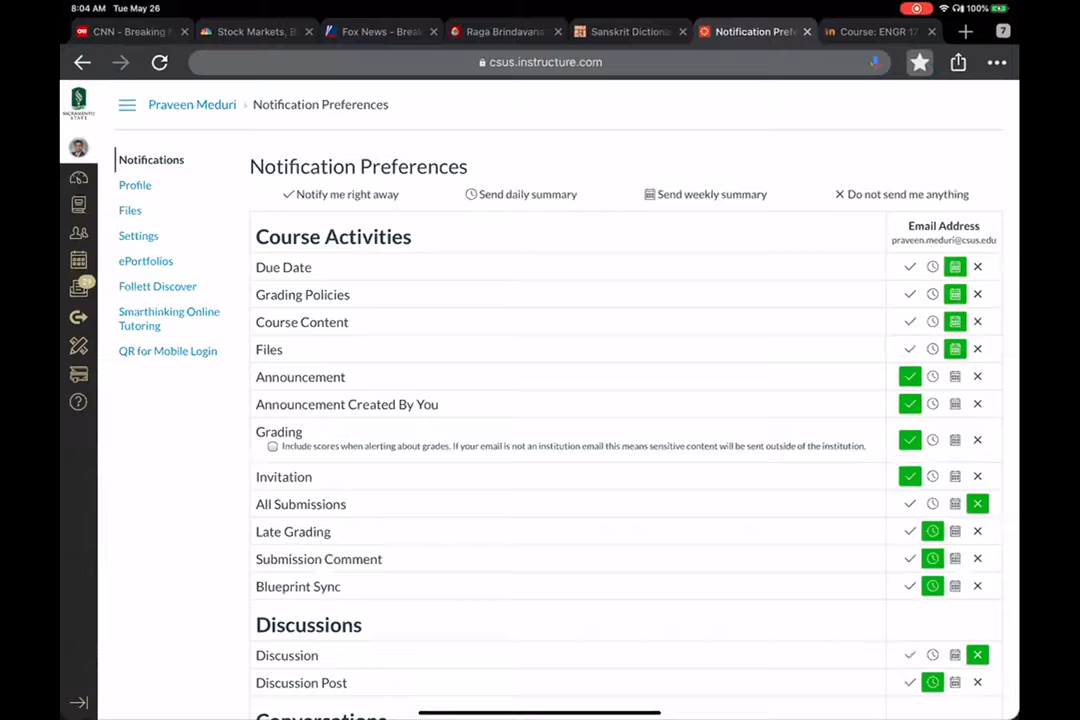 8:04 AM Tue May 26
100%
CNN - Breaking
Stock Markets, B
Fox News - Break
Raga Brindavana
Sanskrit Dictiona
Notification Pref
Course: ENGR 17
7
csus.instructure.com
SACRAMENTO
STATE
Praveen Meduri › Notification Preferences
Notifications
Profile
Files
Settings
ePortfolios
Follett Discover
Smarthinking Online
Tutoring
QR for Mobile Login
Notification Preferences
Notify me right away
Send daily summary
Send weekly summary
Do not send me anything
Course Activities
Email Address
praveen.meduri@csus.edu
Due Date
Grading Policies
Course Content
Files
Announcement
Announcement Created By You
Grading
Include scores when alerting about grades. If your email is not an institution email this means sensitive content will be sent outside of the institution.
Invitation
All Submissions
Late Grading
Submission Comment
Blueprint Sync
Discussions
Discussion
Discussion Post
Conversations